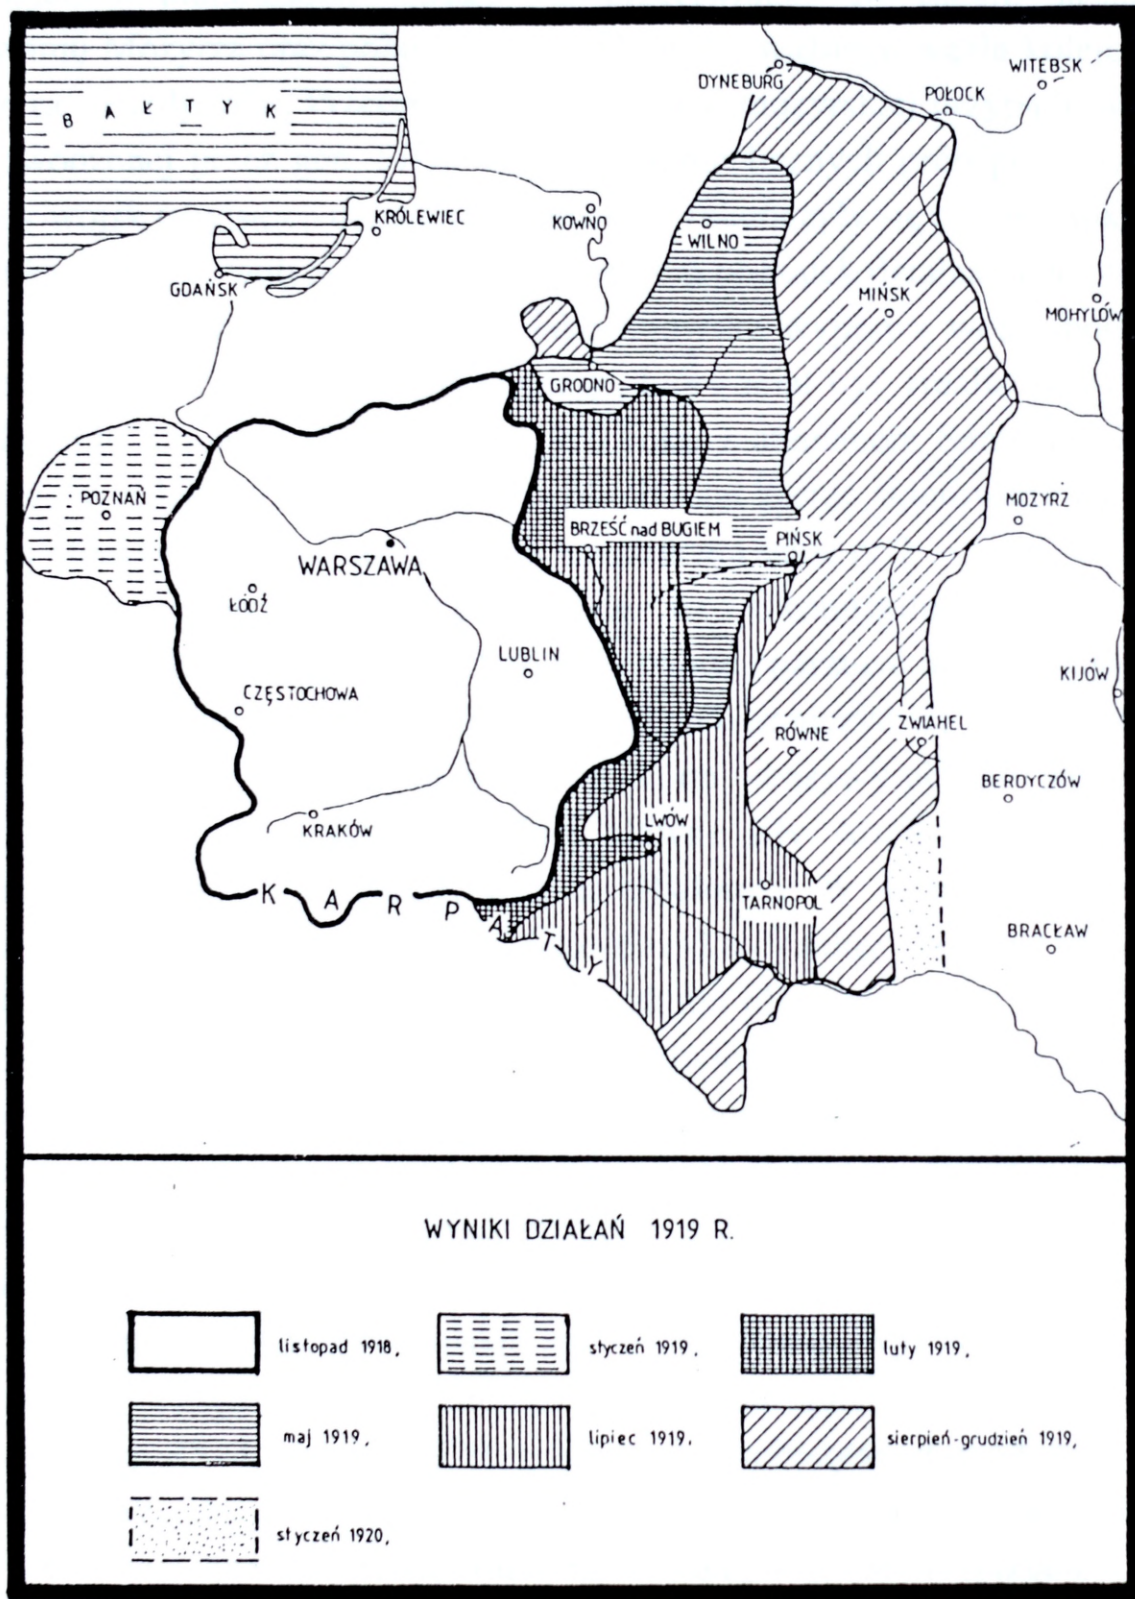 BAŁTYK
DYNEBURG
WITEBSK
POŁOCK
KRÓLEWIEC
KOWNO
WILNO
GDAŃSK
MIŃSK
MOHYLÓW
GRODNO
POZNAŃ
MOZYRZ
BRZEŚĆ nad BUGIEM
PIŃSK
WARSZAWA
ŁÓDŹ
LUBLIN
KIJÓW
CZĘSTOCHOWA
RÓWNE
ZWIAHEL
BERDYCZÓW
KRAKÓW
LWÓW
KARPATY
TARNOPOL
BRACŁAW
WYNIKI DZIAŁAŃ 1919 R.
listopad 1918,
styczeń 1919,
luty 1919,
maj 1919,
lipiec 1919,
sierpień-grudzień 1919,
styczeń 1920,